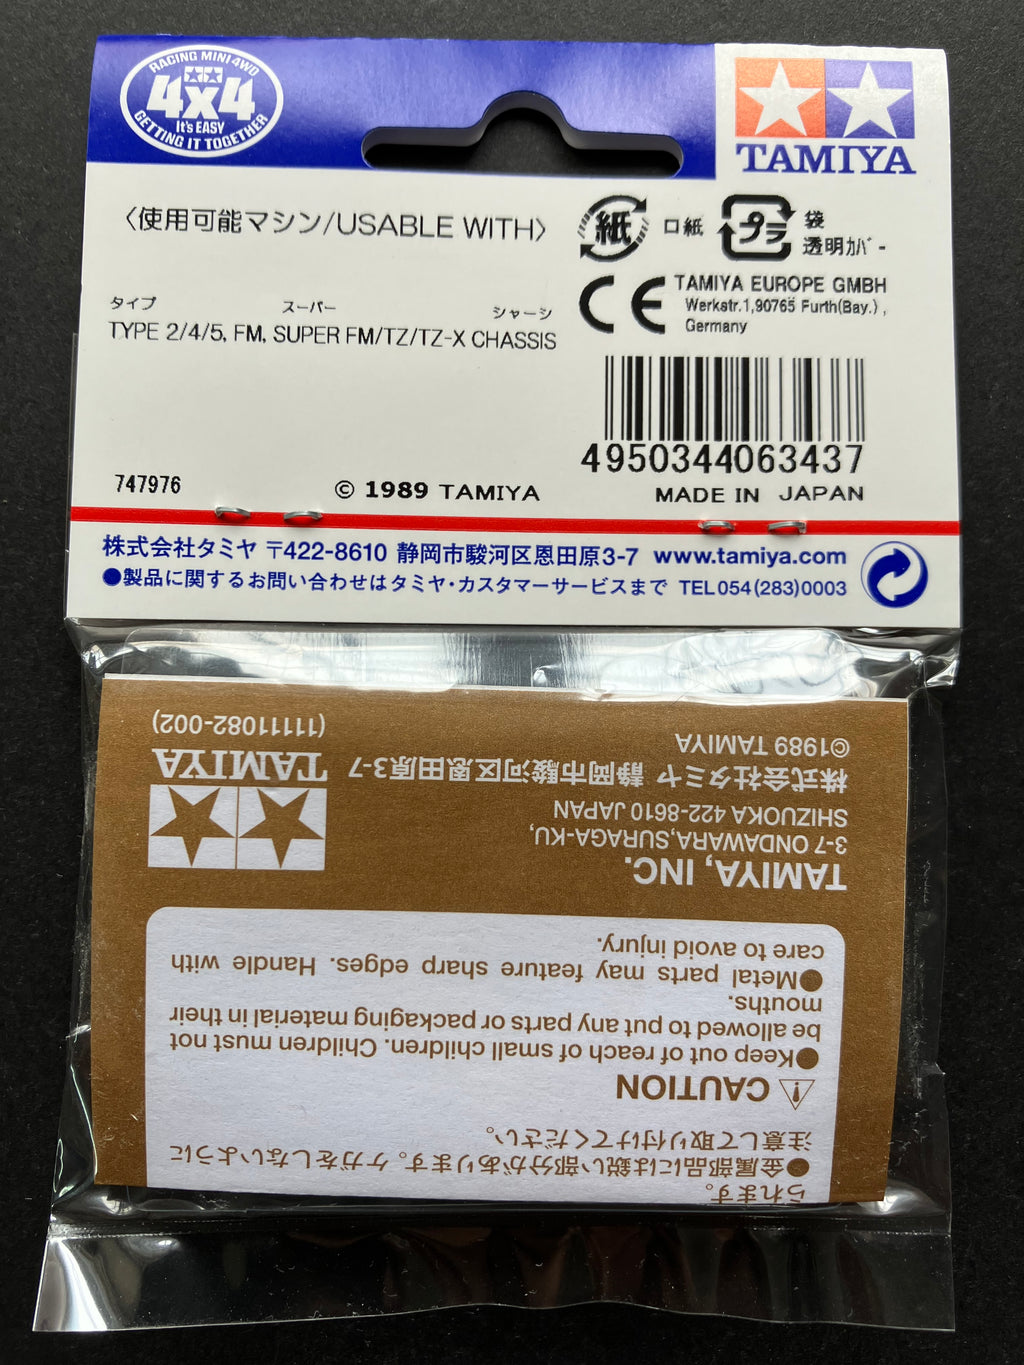 RACING MINI 4WD
4x4
It's EASY
GETTING IT TOGETHER
TAMIYA
〈使用可能マシン/USABLE WITH〉
紙
口紙
プラ
袋
透明カバー
タイプ スーパー シャーシ
TYPE 2/4/5, FM, SUPER FM/TZ/TZ-X CHASSIS
CE
TAMIYA EUROPE GMBH
Werkstr.1,90765 Furth(Bay.),
Germany
4950344063437
747976
© 1989 TAMIYA
MADE IN JAPAN
株式会社タミヤ 〒422-8610 静岡市駿河区恩田原3-7 www.tamiya.com
●製品に関するお問い合わせはタミヤ・カスタマーサービスまで TEL 054(283)0003
られます。
●金属部品には鋭い部分があります。ケガをしないように
注意して取り付けてください。
CAUTION
●Keep out of reach of small children. Children must not
be allowed to put any parts or packaging material in their
mouths.
●Metal parts may feature sharp edges. Handle with
care to avoid injury.
TAMIYA, INC.
3-7 ONDAWARA,SURAGA-KU,
SHIZUOKA 422-8610 JAPAN
株式会社タミヤ 静岡市駿河区恩田原3-7
©1989 TAMIYA
TAMIYA
(11111082-002)